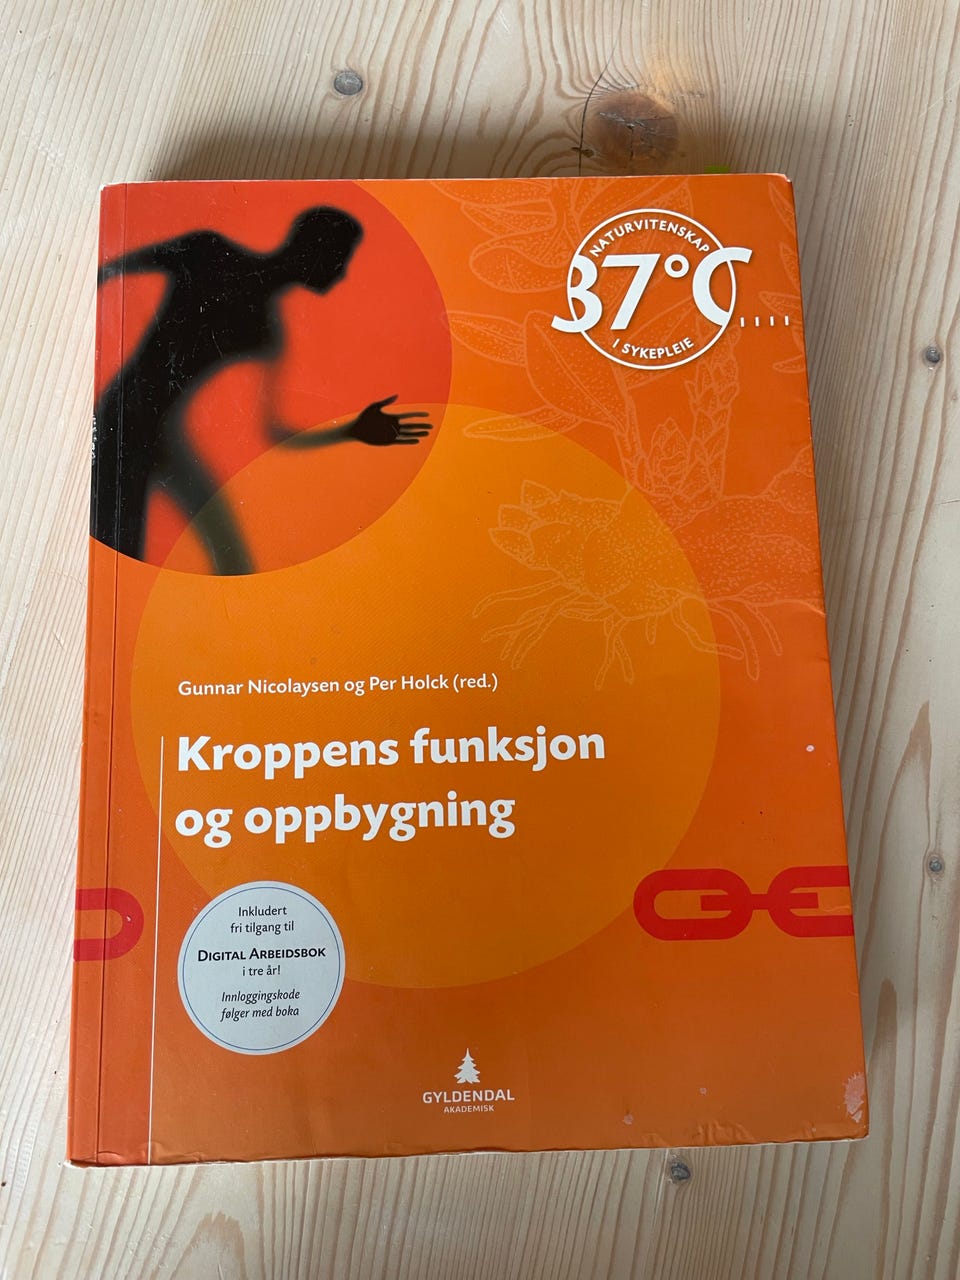 NATURVITENSKAP
37°C
I SYKEPLEIE
Gunnar Nicolaysen og Per Holck (red.)
Kroppens funksjon
og oppbygning
Inkludert
fri tilgang til
DIGITAL ARBEIDSBOK
i tre år!
Innloggingskode
følger med boka
GYLDENDAL
AKADEMISK